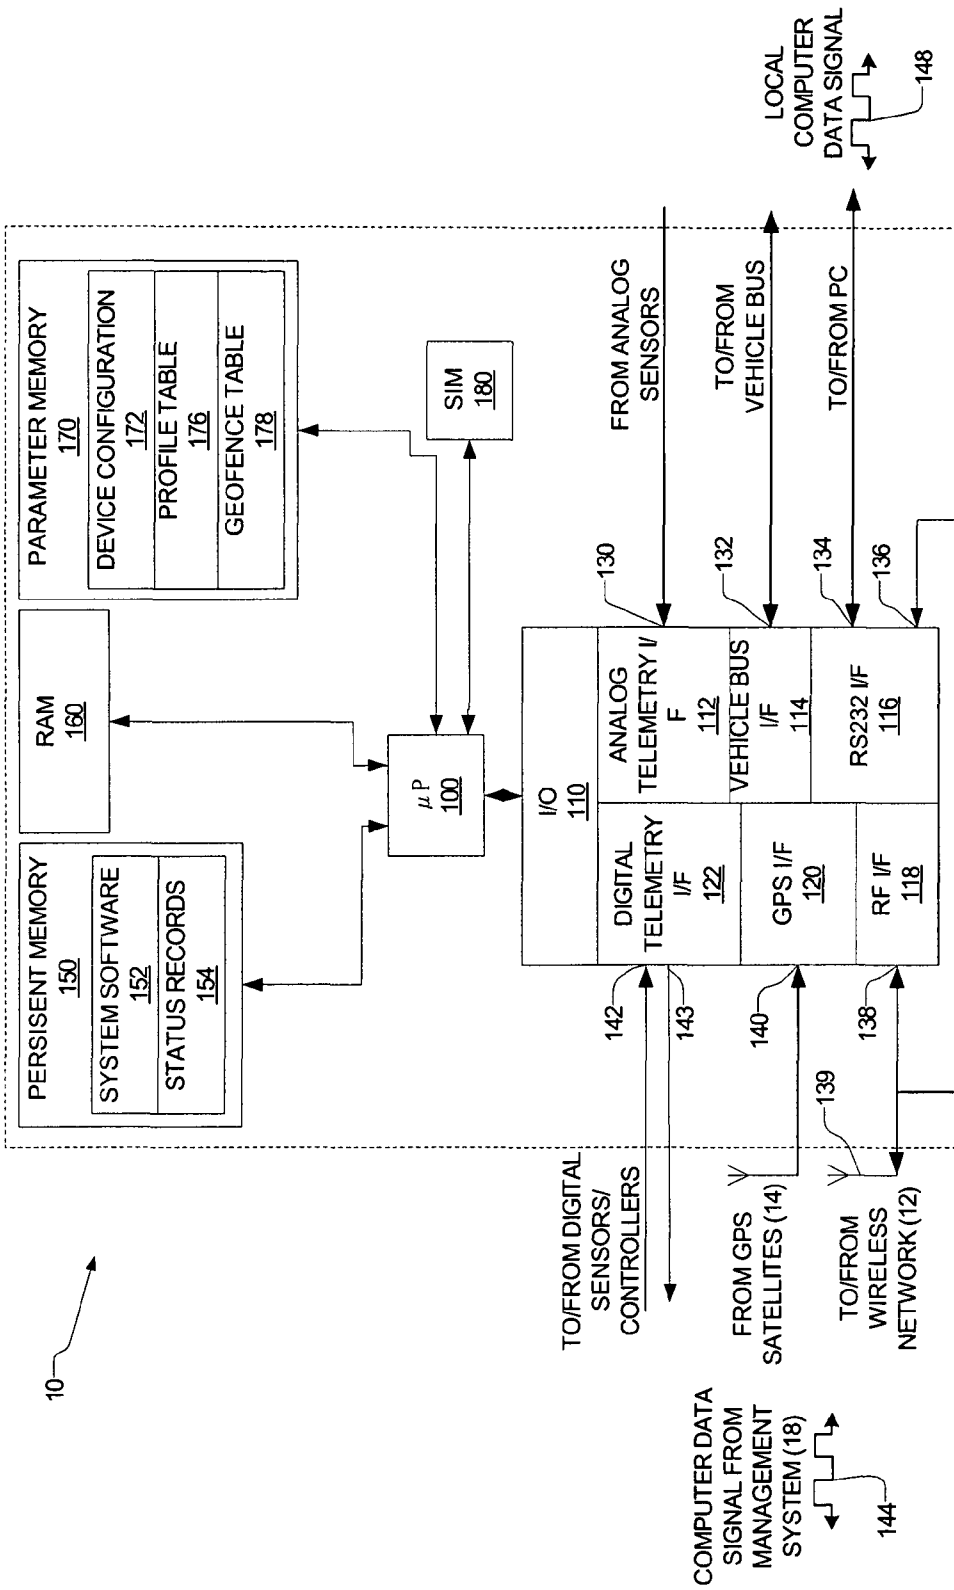 10
PERSISENT MEMORY
150
SYSTEM SOFTWARE
152
STATUS RECORDS
154
RAM
160
PARAMETER MEMORY
170
DEVICE CONFIGURATION
172
PROFILE TABLE
176
GEOFENCE TABLE
178
μP
100
SIM
180
I/O
110
DIGITAL
TELEMETRY
I/F
122
ANALOG
TELEMETRY I/
F
112
GPS I/F
120
VEHICLE BUS
I/F
114
RF I/F
118
RS232 I/F
116
142
143
140
138
139
130
132
134
136
TO/FROM DIGITAL
SENSORS/
CONTROLLERS
FROM GPS
SATELLITES (14)
TO/FROM
WIRELESS
NETWORK (12)
FROM ANALOG
SENSORS
TO/FROM
VEHICLE BUS
TO/FROM PC
COMPUTER DATA
SIGNAL FROM
MANAGEMENT
SYSTEM (18)
144
LOCAL
COMPUTER
DATA SIGNAL
148